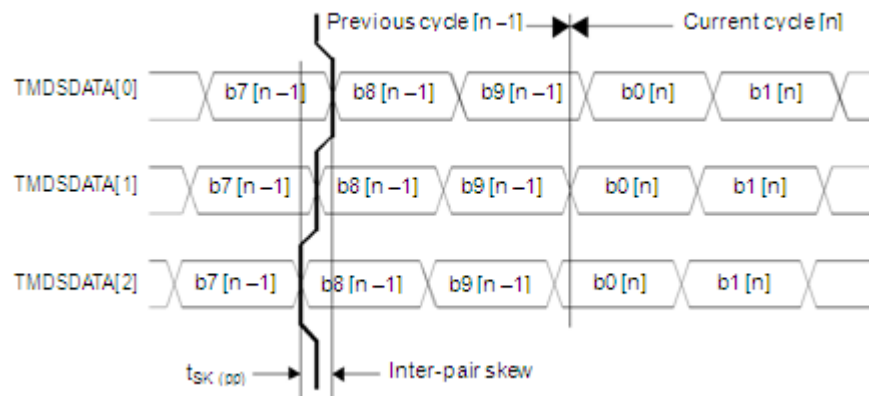 Previous cycle [n –1] Current cycle [n]
TMDSDATA[0] b7 [n –1] b8 [n –1] b9 [n –1] b0 [n] b1 [n]
TMDSDATA[1] b7 [n –1] b8 [n –1] b9 [n –1] b0 [n] b1 [n]
TMDSDATA[2] b7 [n –1] b8 [n –1] b9 [n –1] b0 [n] b1 [n]
tSK (pp) Inter-pair skew